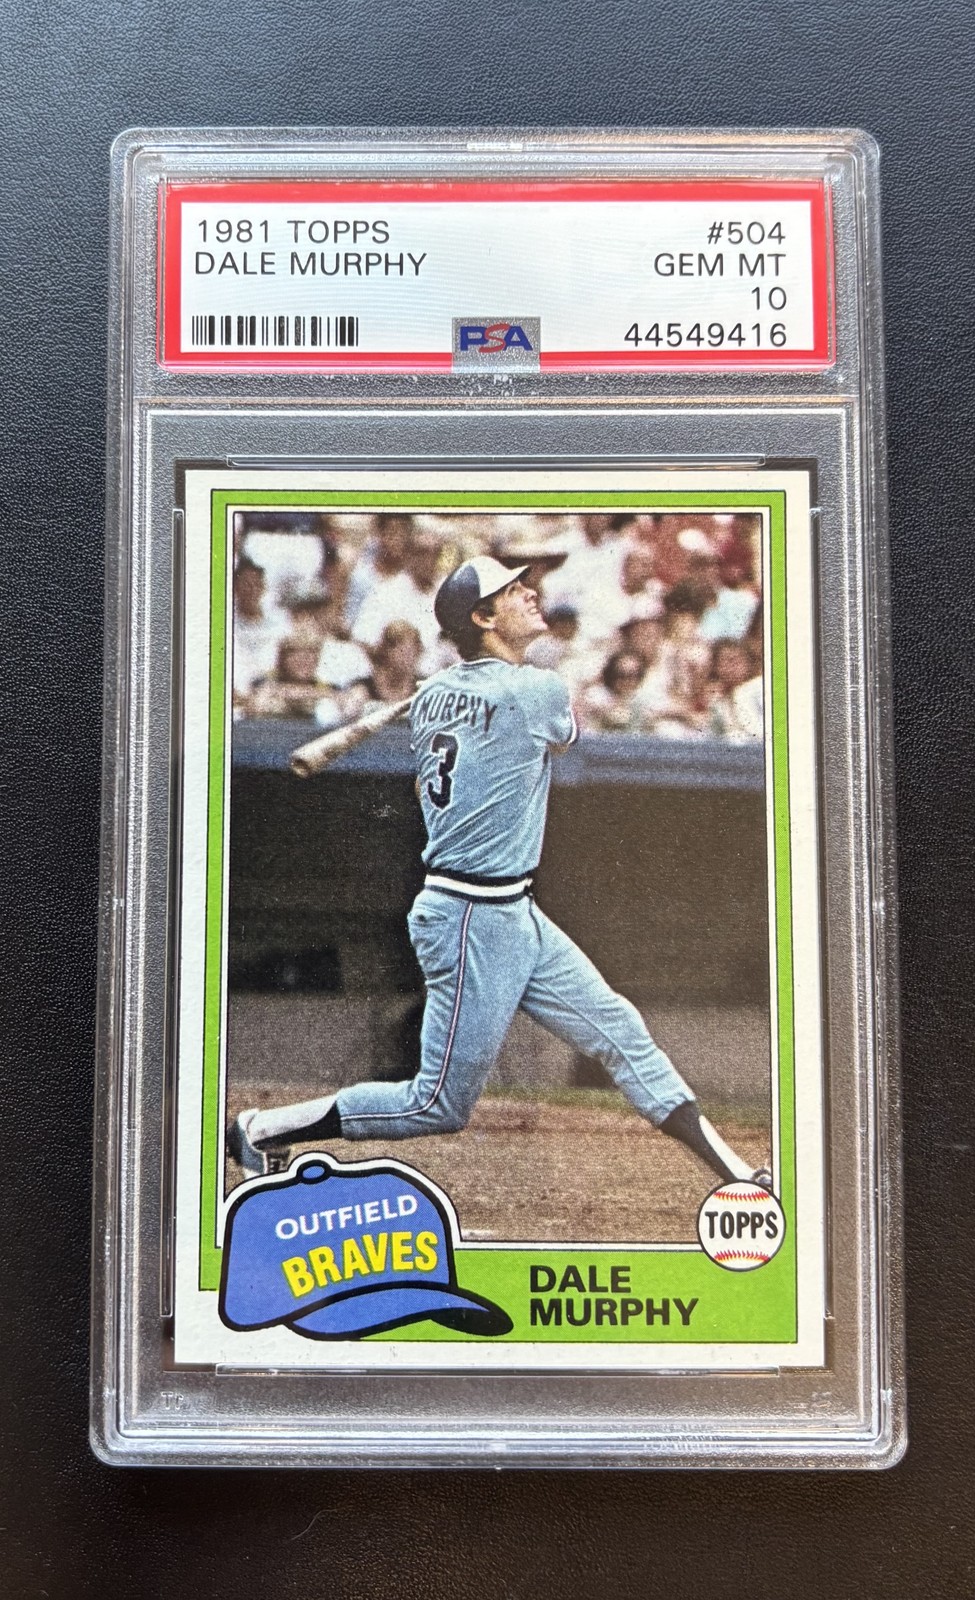 1981 TOPPS #504
DALE MURPHY GEM MT
10
PSA 44549416
MURPHY
3
OUTFIELD
BRAVES
TOPPS
DALE
MURPHY